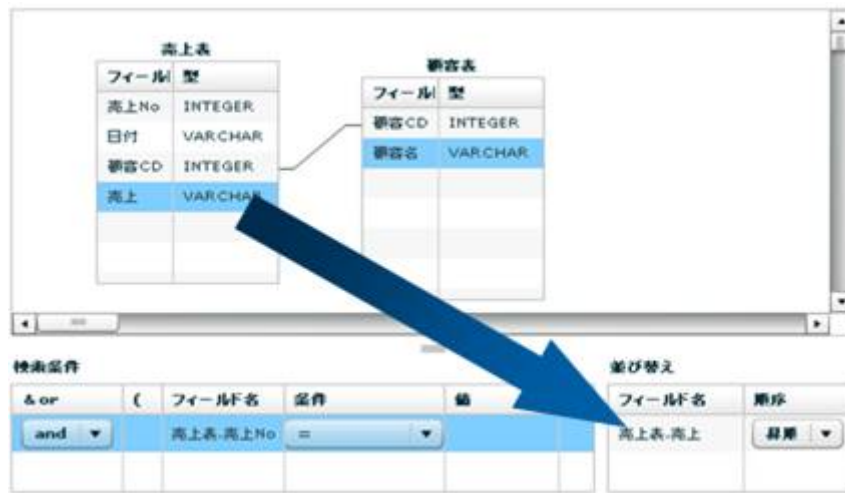 売上表
フィール 型
売上No INTEGER
日付 VARCHAR
顧客CD INTEGER
売上 VARCHAR
顧客表
フィール 型
顧客CD INTEGER
顧客名 VARCHAR
検索条件
& or ( フィールド名 条件 値
and 売上表.売上No =
並び替え
フィールド名 順序
売上表.売上 昇順